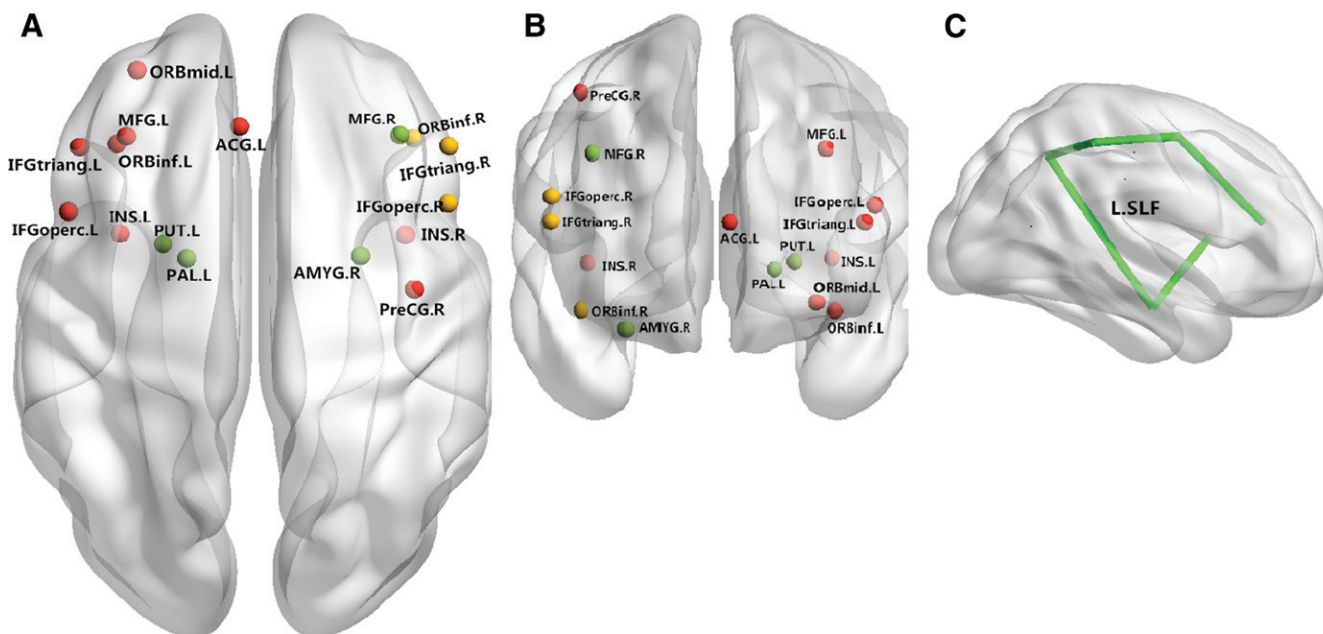 A
ORBmid.L
MFG.L
IFGtriang.L
ORBinf.L
ACG.L
IFGoperc.L
INS.L
PUT.L
PAL.L
MFG.R
ORBinf.R
IFGtriang.R
IFGoperc.R
INS.R
AMYG.R
PreCG.R
B
PreCG.R
MFG.R
IFGoperc.R
IFGtriang.R
INS.R
ORBinf.R
AMYG.R
MFG.L
IFGoperc.L
IFGtriang.L
ACG.L
PUT.L
PAL.L
INS.L
ORBmid.L
ORBinf.L
C
L.SLF